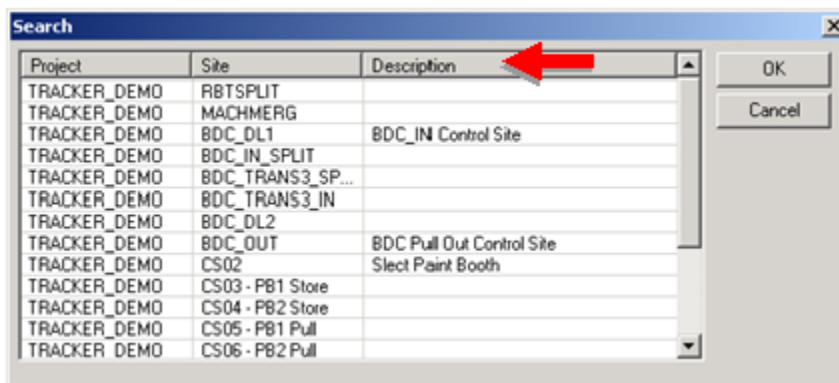 Search
Project Site Description
OK
Cancel
TRACKER_DEMO RBTSPLIT
TRACKER_DEMO MACHMERG
TRACKER_DEMO BDC_DL1 BDC_IN Control Site
TRACKER_DEMO BDC_IN_SPLIT
TRACKER_DEMO BDC_TRANS3_SP...
TRACKER_DEMO BDC_TRANS3_IN
TRACKER_DEMO BDC_DL2
TRACKER_DEMO BDC_OUT BDC Pull Out Control Site
TRACKER_DEMO CS02 Slect Paint Booth
TRACKER_DEMO CS03 - PB1 Store
TRACKER_DEMO CS04 - PB2 Store
TRACKER_DEMO CS05 - PB1 Pull
TRACKER_DEMO CS06 - PB2 Pull